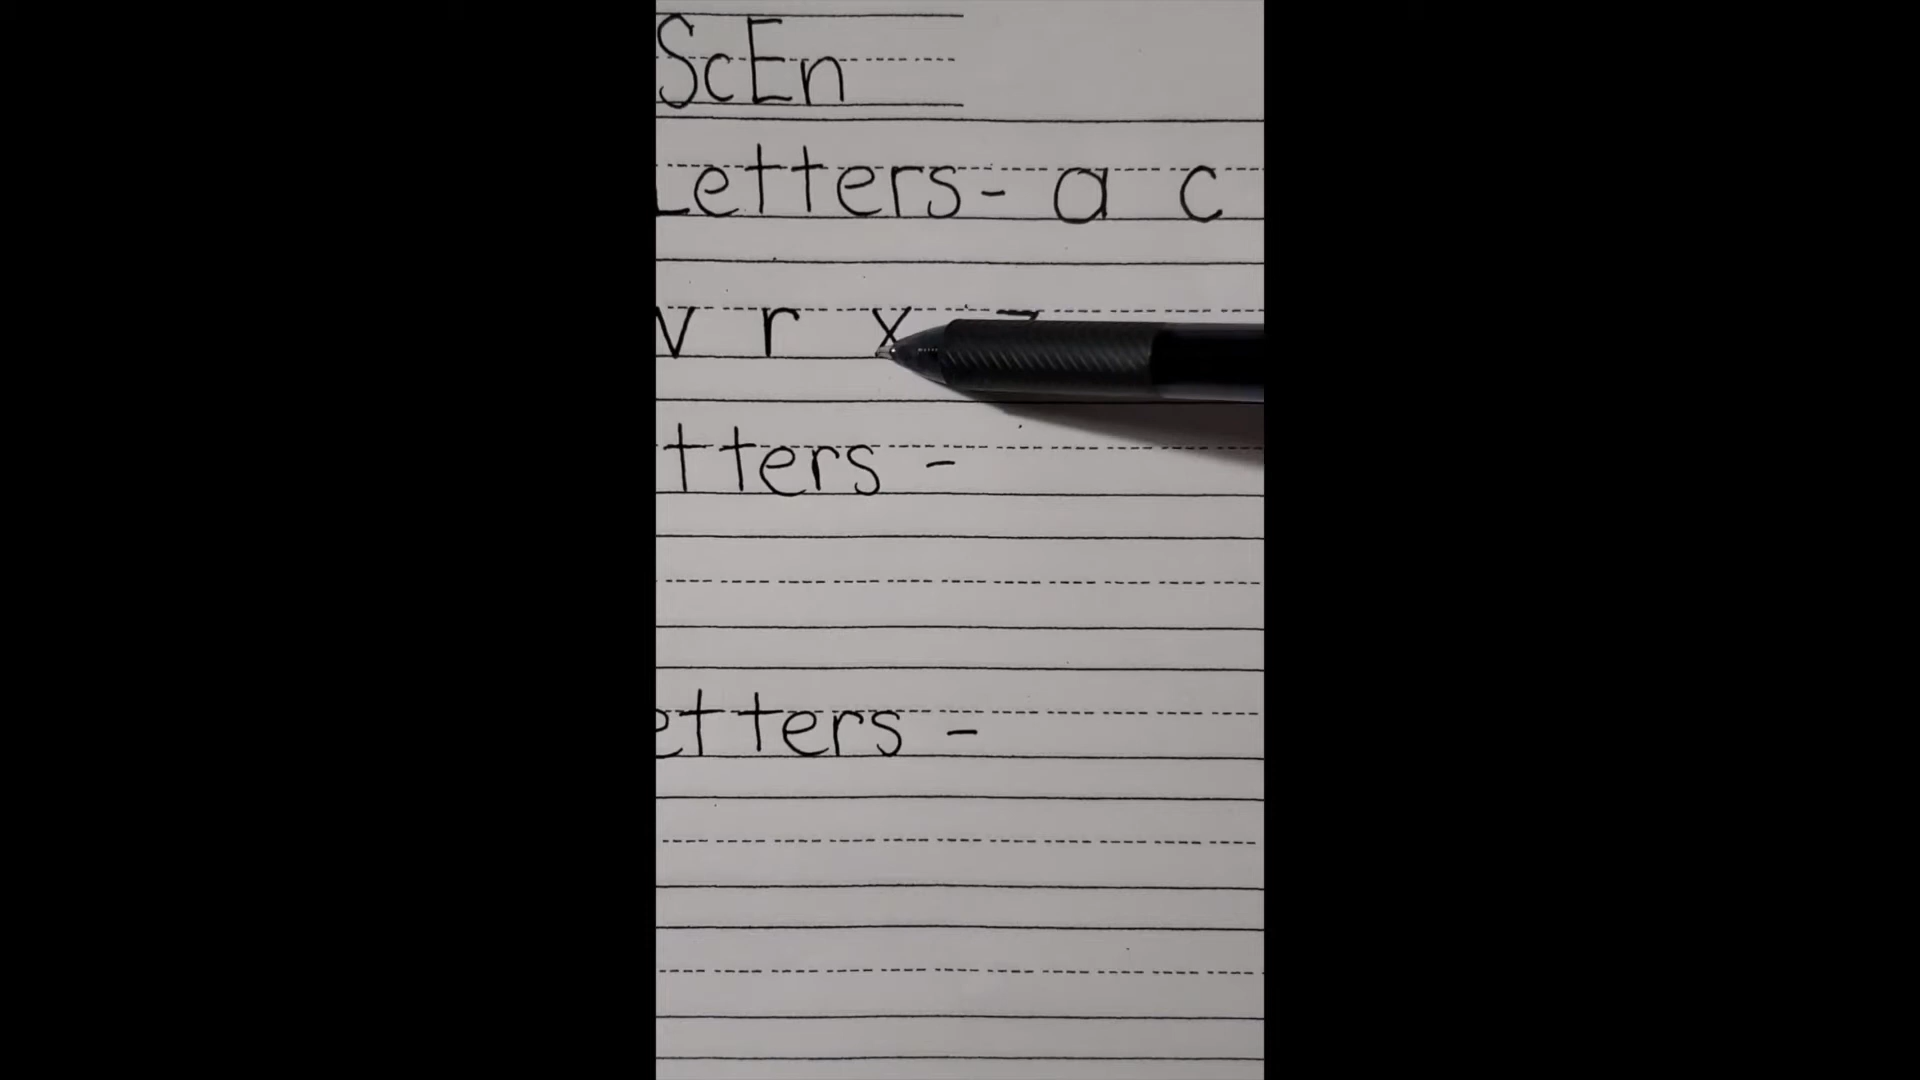 ScEn
Letters- a c
v r x
tters -
etters -